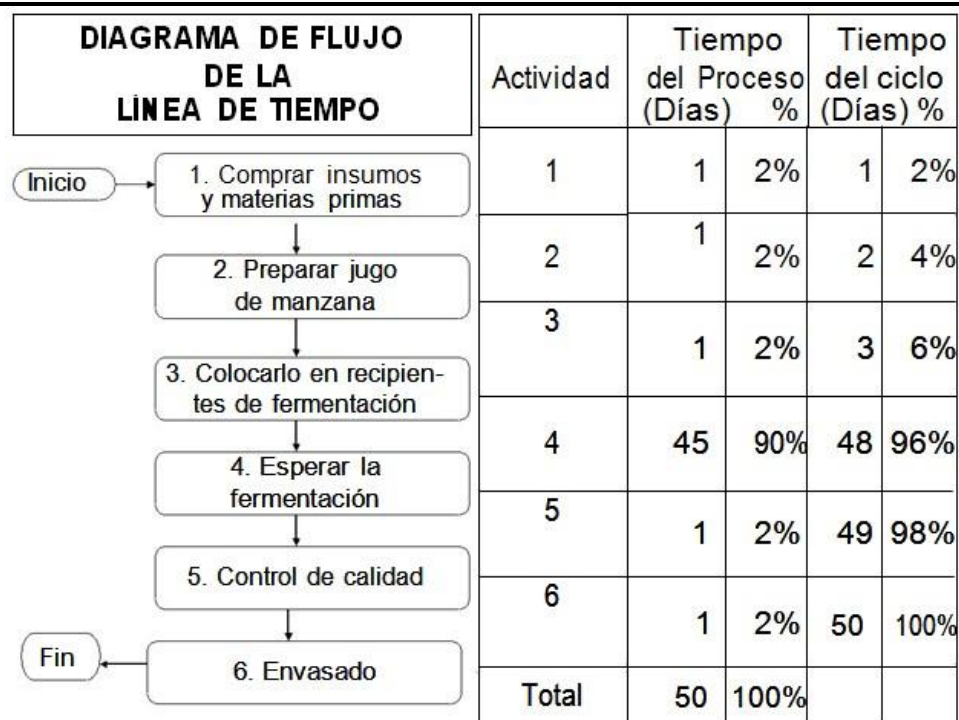 DIAGRAMA DE FLUJO
DE LA
LÍNEA DE TIEMPO
Inicio
1. Comprar insumos
y materias primas
2. Preparar jugo
de manzana
3. Colocarlo en recipien-
tes de fermentación
4. Esperar la
fermentación
5. Control de calidad
6. Envasado
Fin
Actividad
Tiempo
del Proceso
(Días) %
Tiempo
del ciclo
(Días) %
1 1 2% 1 2%
2 1 2% 2 4%
3 1 2% 3 6%
4 45 90% 48 96%
5 1 2% 49 98%
6 1 2% 50 100%
Total 50 100%